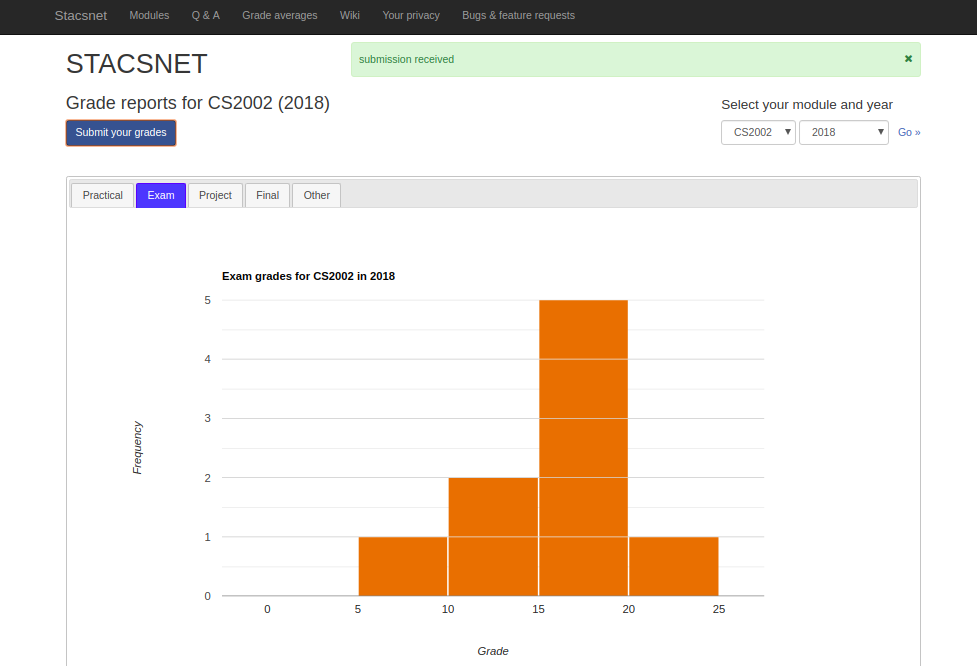 Stacsnet Modules Q & A Grade averages Wiki Your privacy Bugs & feature requests
STACSNET
submission received ✖
Grade reports for CS2002 (2018)
Submit your grades
Select your module and year
CS2002 ▼ 2018 ▼ Go »
Practical Exam Project Final Other
Exam grades for CS2002 in 2018
5
4
3
2
1
0
Frequency
0 5 10 15 20 25
Grade